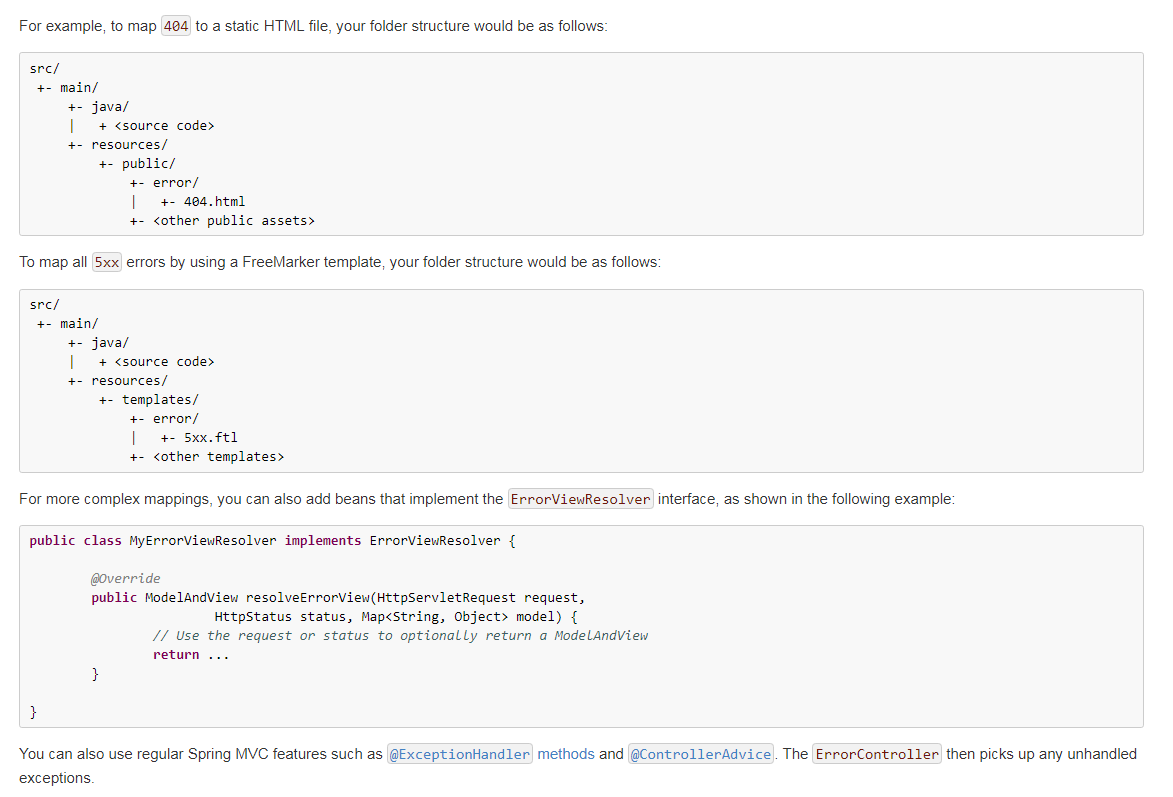 For example, to map 404 to a static HTML file, your folder structure would be as follows:
src/
 +- main/
     +- java/
     |   + <source code>
     +- resources/
         +- public/
             +- error/
             |   +- 404.html
             +- <other public assets>
To map all 5xx errors by using a FreeMarker template, your folder structure would be as follows:
src/
 +- main/
     +- java/
     |   + <source code>
     +- resources/
         +- templates/
             +- error/
             |   +- 5xx.ftl
             +- <other templates>
For more complex mappings, you can also add beans that implement the ErrorViewResolver interface, as shown in the following example:
public class MyErrorViewResolver implements ErrorViewResolver {
        @Override
        public ModelAndView resolveErrorView(HttpServletRequest request,
                        HttpStatus status, Map<String, Object> model) {
                // Use the request or status to optionally return a ModelAndView
                return ...
        }
}
You can also use regular Spring MVC features such as @ExceptionHandler methods and @ControllerAdvice. The ErrorController then picks up any unhandled
exceptions.